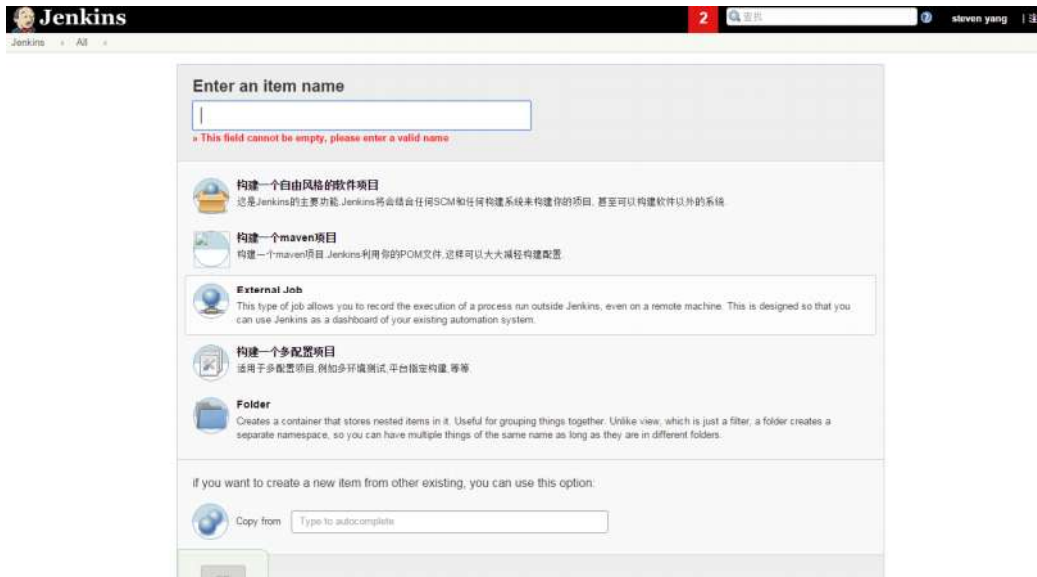 Jenkins
2
查找
steven yang
| 注
Jenkins
All
Enter an item name
» This field cannot be empty, please enter a valid name
构建一个自由风格的软件项目
这是Jenkins的主要功能.Jenkins将会结合任何SCM和任何构建系统来构建你的项目, 甚至可以构建软件以外的系统.
构建一个maven项目
构建一个maven项目.Jenkins利用你的POM文件,这样可以大大减轻构建配置.
External Job
This type of job allows you to record the execution of a process run outside Jenkins, even on a remote machine. This is designed so that you
can use Jenkins as a dashboard of your existing automation system.
构建一个多配置项目
适用于多配置项目,例如多环境测试,平台指定构建,等等.
Folder
Creates a container that stores nested items in it. Useful for grouping things together. Unlike view, which is just a filter, a folder creates a
separate namespace, so you can have multiple things of the same name as long as they are in different folders.
if you want to create a new item from other existing, you can use this option:
Copy from
Type to autocomplete